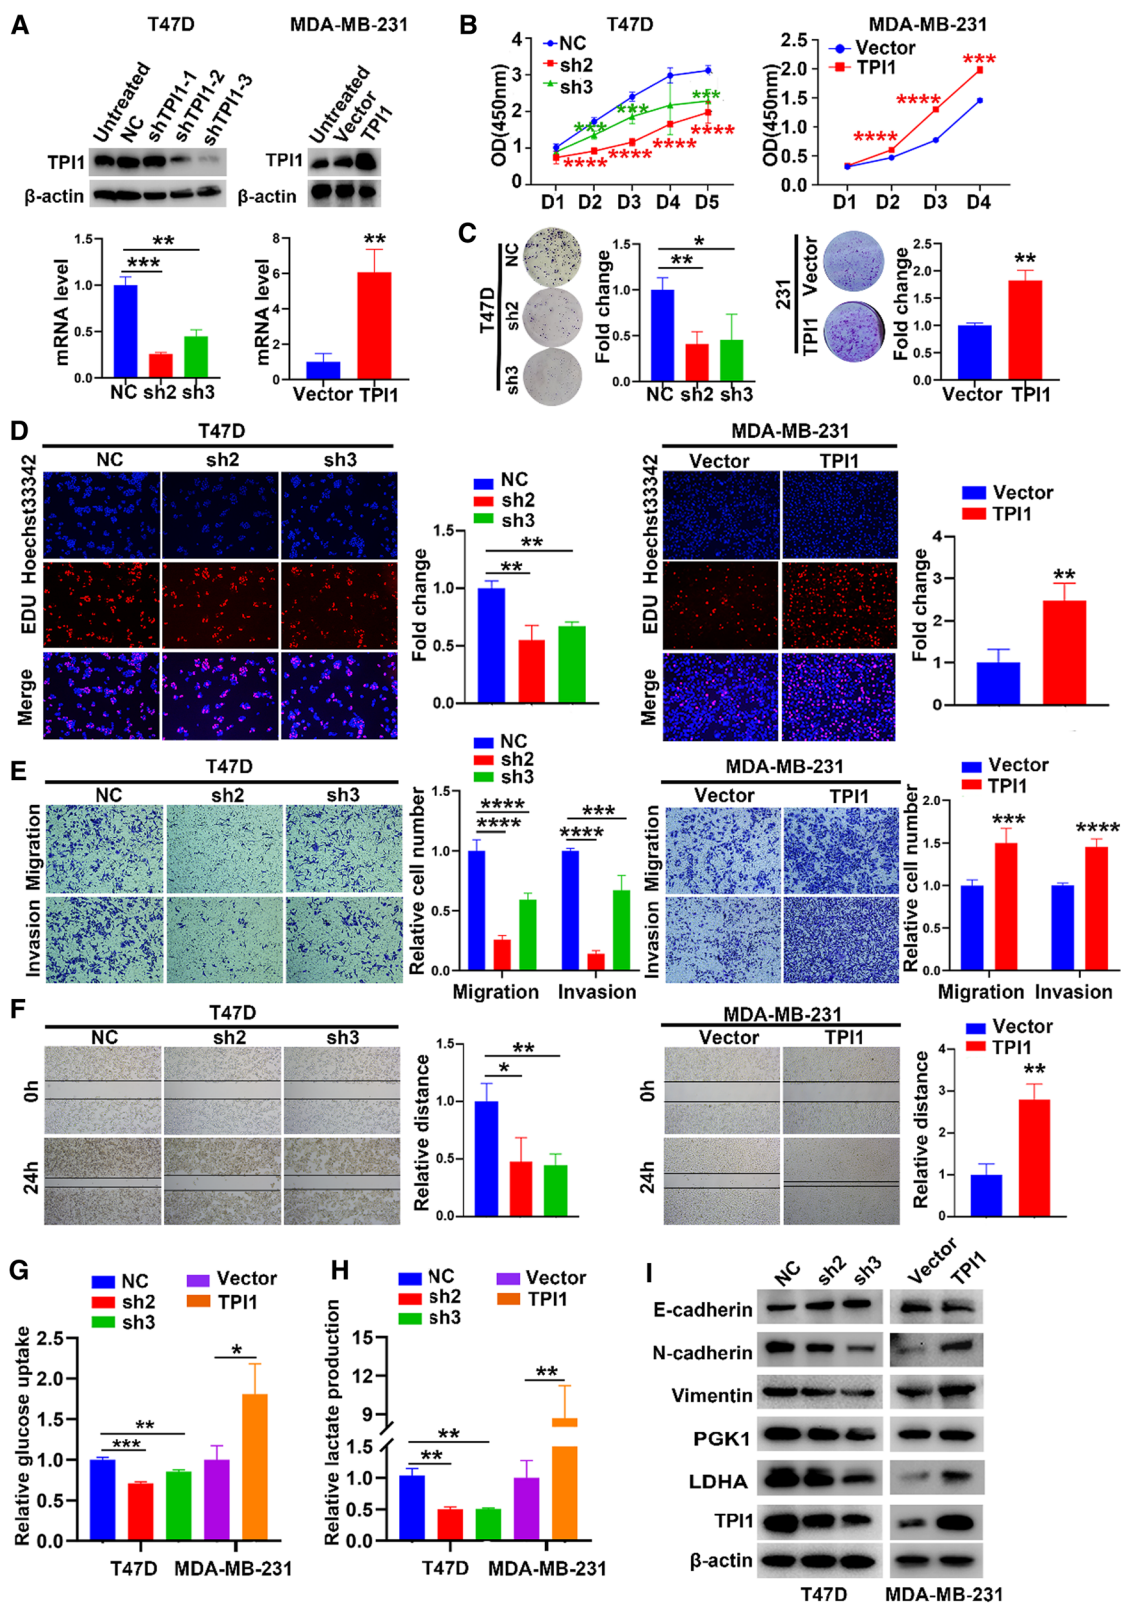 A
T47D
MDA-MB-231
Untreated
NC
shTPI1-1
shTPI1-2
shTPI1-3
Untreated
Vector
TPI1
TPI1
β-actin
TPI1
β-actin
mRNA level
1.5
1.0
0.5
0.0
**
***
NC sh2 sh3
mRNA level
8
6
4
2
0
**
Vector TPI1
B
T47D
OD(450nm)
4
3
2
1
0
NC
sh2
sh3
*** *** ***
**** **** **** ****
D1 D2 D3 D4 D5
MDA-MB-231
OD(450nm)
2.5
2.0
1.5
1.0
0.5
0.0
Vector
TPI1
**** **** ***
D1 D2 D3 D4
C
T47D
NC
sh2
sh3
Fold change
1.5
1.0
0.5
0.0
*
**
NC sh2 sh3
231
Vector
TPI1
Fold change
2.5
2.0
1.5
1.0
0.5
0.0
**
Vector TPI1
D
T47D
NC sh2 sh3
Hoechst33342
EDU
Merge
NC
sh2
sh3
Fold change
1.5
1.0
0.5
0.0
**
**
MDA-MB-231
Vector TPI1
Hoechst33342
EDU
Merge
Vector
TPI1
Fold change
4
3
2
1
0
**
E
T47D
NC sh2 sh3
Migration
Invasion
NC
sh2
sh3
Relative cell number
1.5
1.0
0.5
0.0
****
****
***
****
Migration Invasion
MDA-MB-231
Vector TPI1
Migration
Invasion
Vector
TPI1
Relative cell number
2.0
1.5
1.0
0.5
0.0
*** ****
Migration Invasion
F
T47D
NC sh2 sh3
0h
24h
Relative distance
1.5
1.0
0.5
0.0
**
*
MDA-MB-231
Vector TPI1
0h
24h
Vector
TPI1
Relative distance
4
3
2
1
0
**
G
NC
sh2
sh3
Vector
TPI1
Relative glucose uptake
2.5
2.0
1.5
1.0
0.5
0.0
**
***
*
T47D MDA-MB-231
H
NC
sh2
sh3
Vector
TPI1
Relative lactate production
15
12
9
1.5
1.0
0.5
0.0
**
**
**
T47D MDA-MB-231
I
NC sh2 sh3 Vector TPI1
E-cadherin
N-cadherin
Vimentin
PGK1
LDHA
TPI1
β-actin
T47D MDA-MB-231